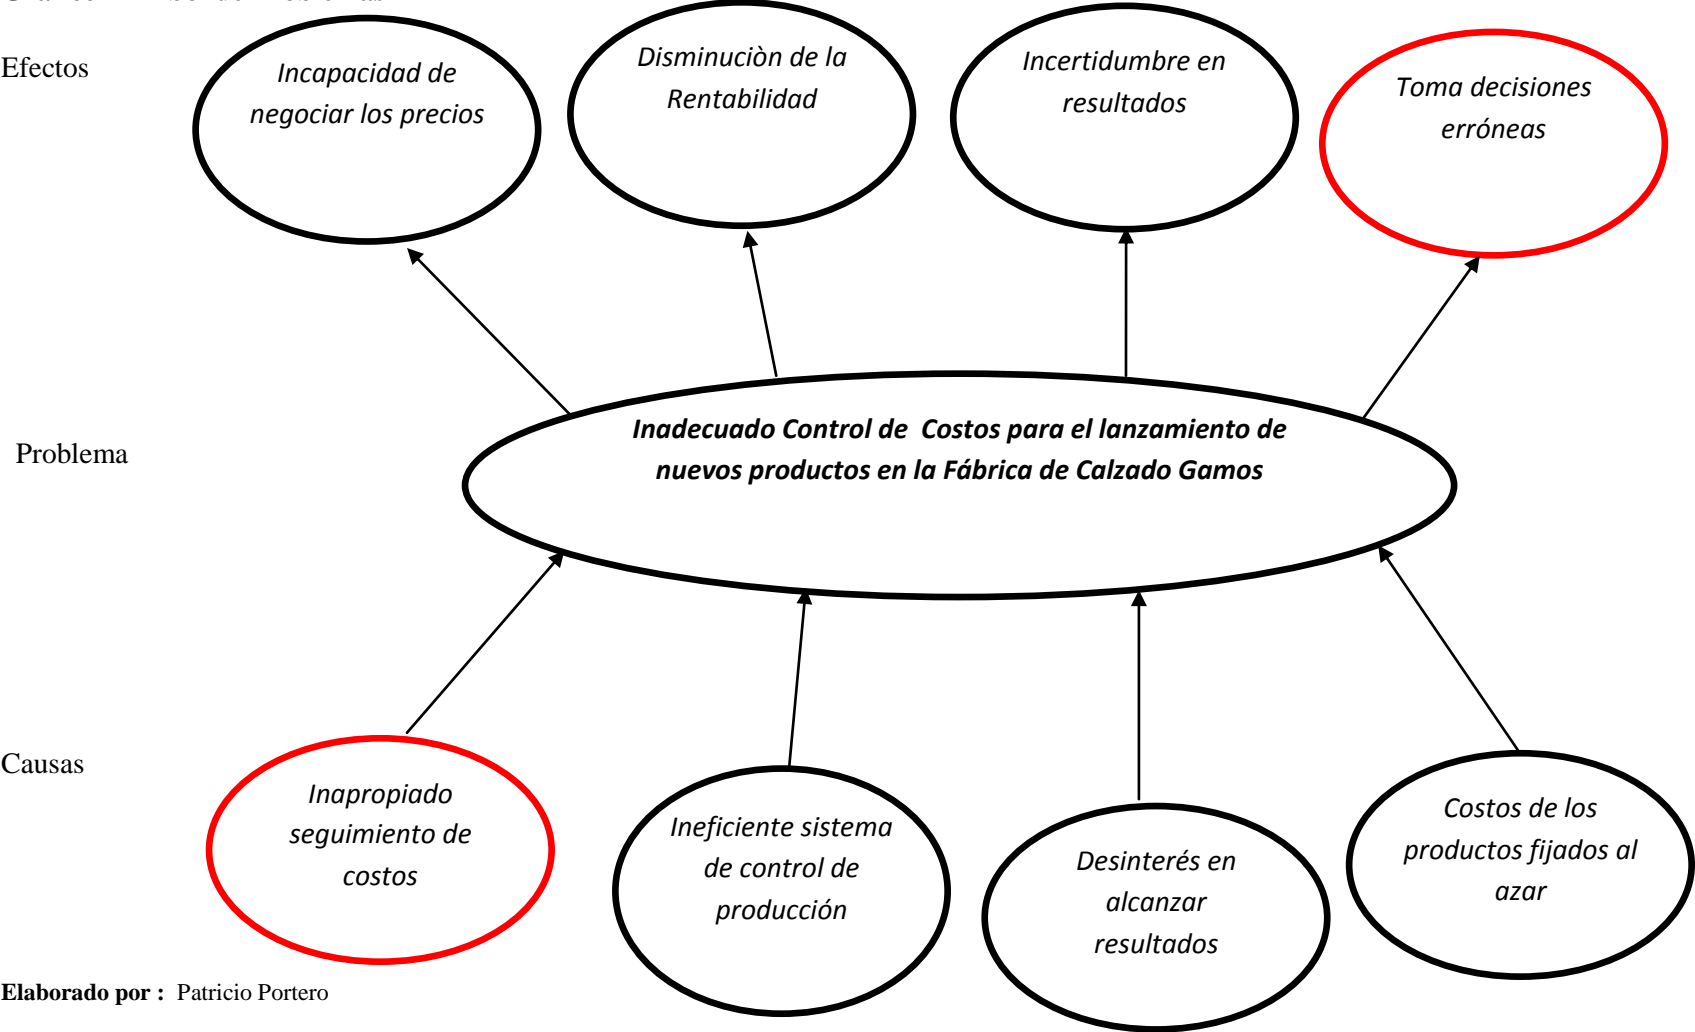 Efectos
Incapacidad de
negociar los precios
Disminuciòn de la
Rentabilidad
Incertidumbre en
resultados
Toma decisiones
erróneas
Problema
Inadecuado Control de  Costos para el lanzamiento de
nuevos productos en la Fábrica de Calzado Gamos
Causas
Inapropiado
seguimiento de
costos
Ineficiente sistema
de control de
producción
Desinterés en
alcanzar
resultados
Costos de los
productos fijados al
azar
Elaborado por :  Patricio Portero